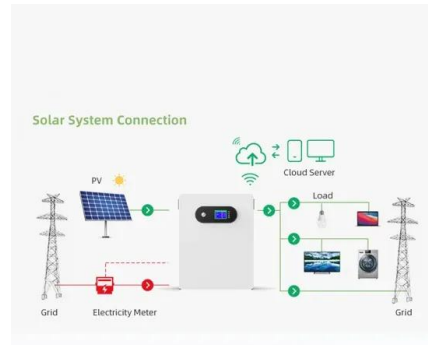 Solar System Connection
Cloud Server
PV
Load
Grid
Electricity Meter
Grid